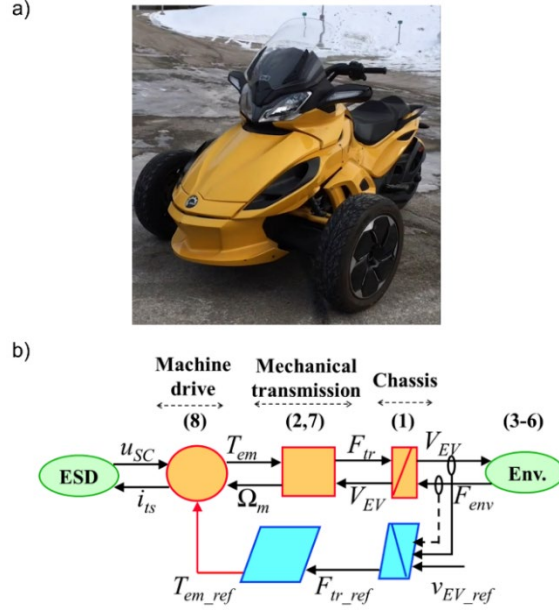 a)
b)
Machine drive
Mechanical transmission
Chassis
(8)
(2,7)
(1)
(3-6)
u_SC
T_em
F_tr
V_EV
ESD
Env.
i_ts
Ω_m
V_EV
F_env
T_em_ref
F_tr_ref
v_EV_ref